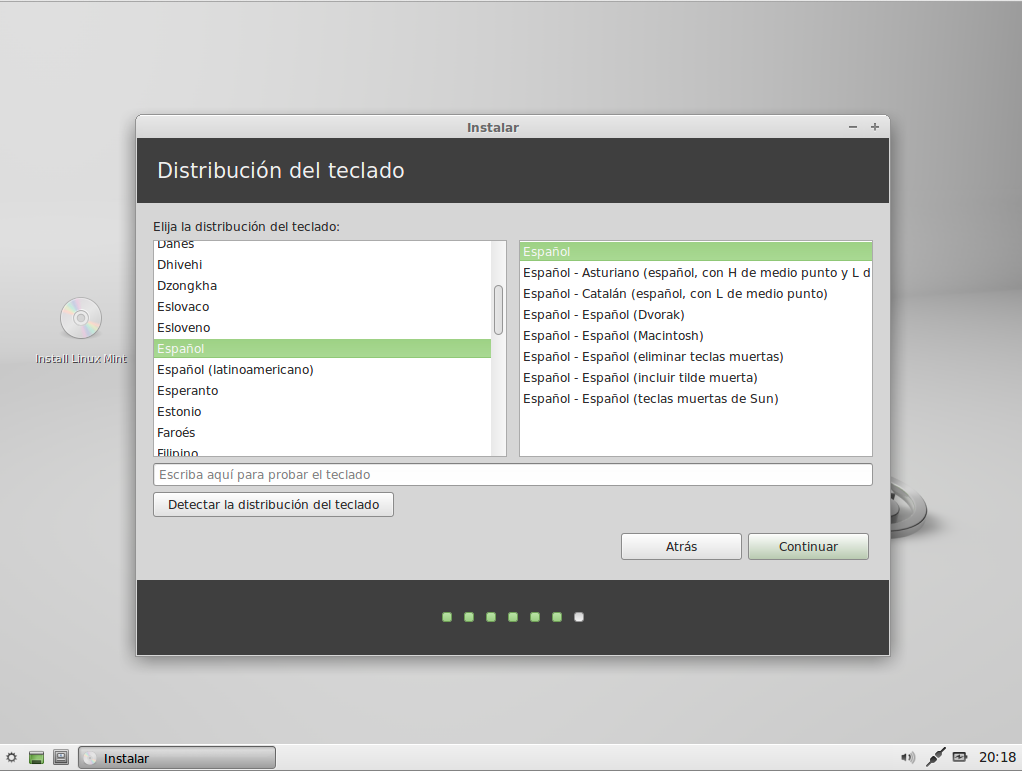 Instalar
Distribución del teclado
Elija la distribución del teclado:
Danés
Dhivehi
Dzongkha
Eslovaco
Esloveno
Español
Español (latinoamericano)
Esperanto
Estonio
Faroés
Filipino
Español
Español - Asturiano (español, con H de medio punto y L d
Español - Catalán (español, con L de medio punto)
Español - Español (Dvorak)
Español - Español (Macintosh)
Español - Español (eliminar teclas muertas)
Español - Español (incluir tilde muerta)
Español - Español (teclas muertas de Sun)
Escriba aquí para probar el teclado
Detectar la distribución del teclado
Atrás
Continuar
Install Linux Mint
Instalar
20:18